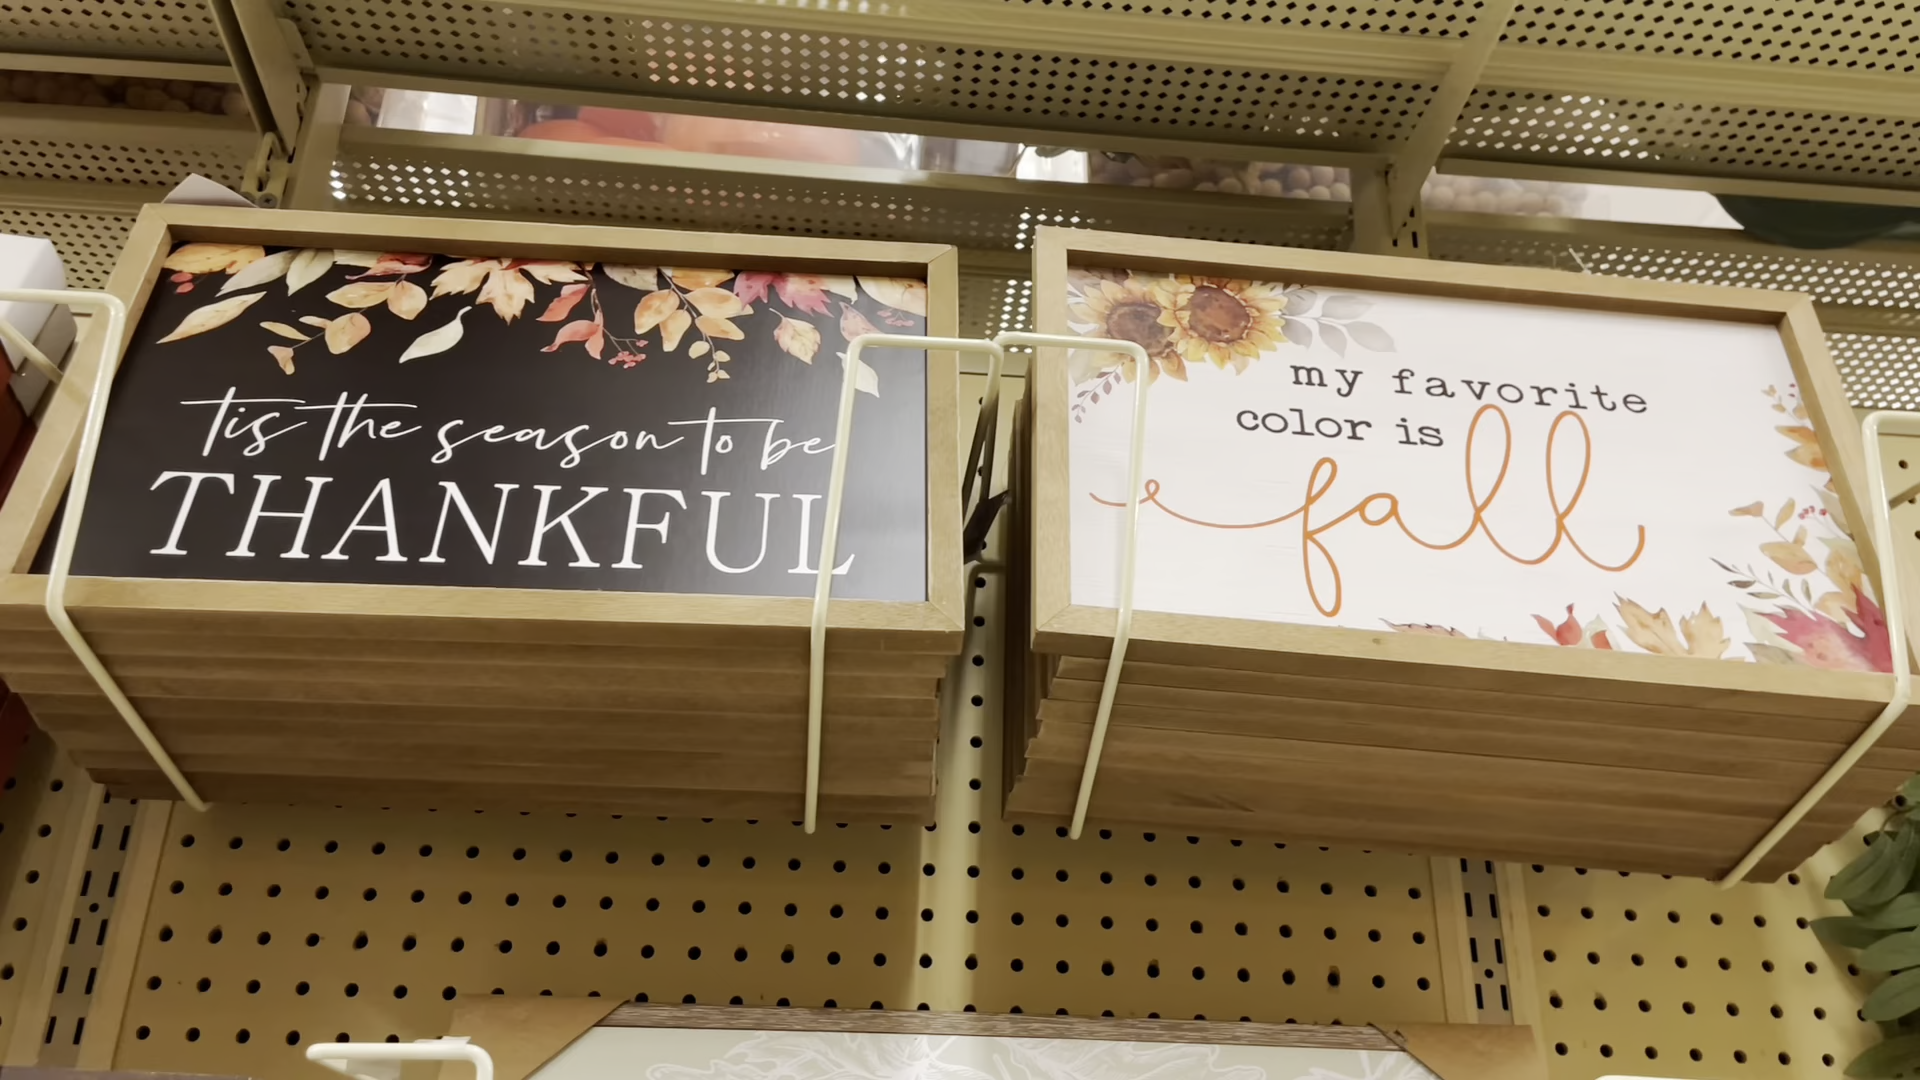 tis the season to be
THANKFUL
my favorite
color is
fall